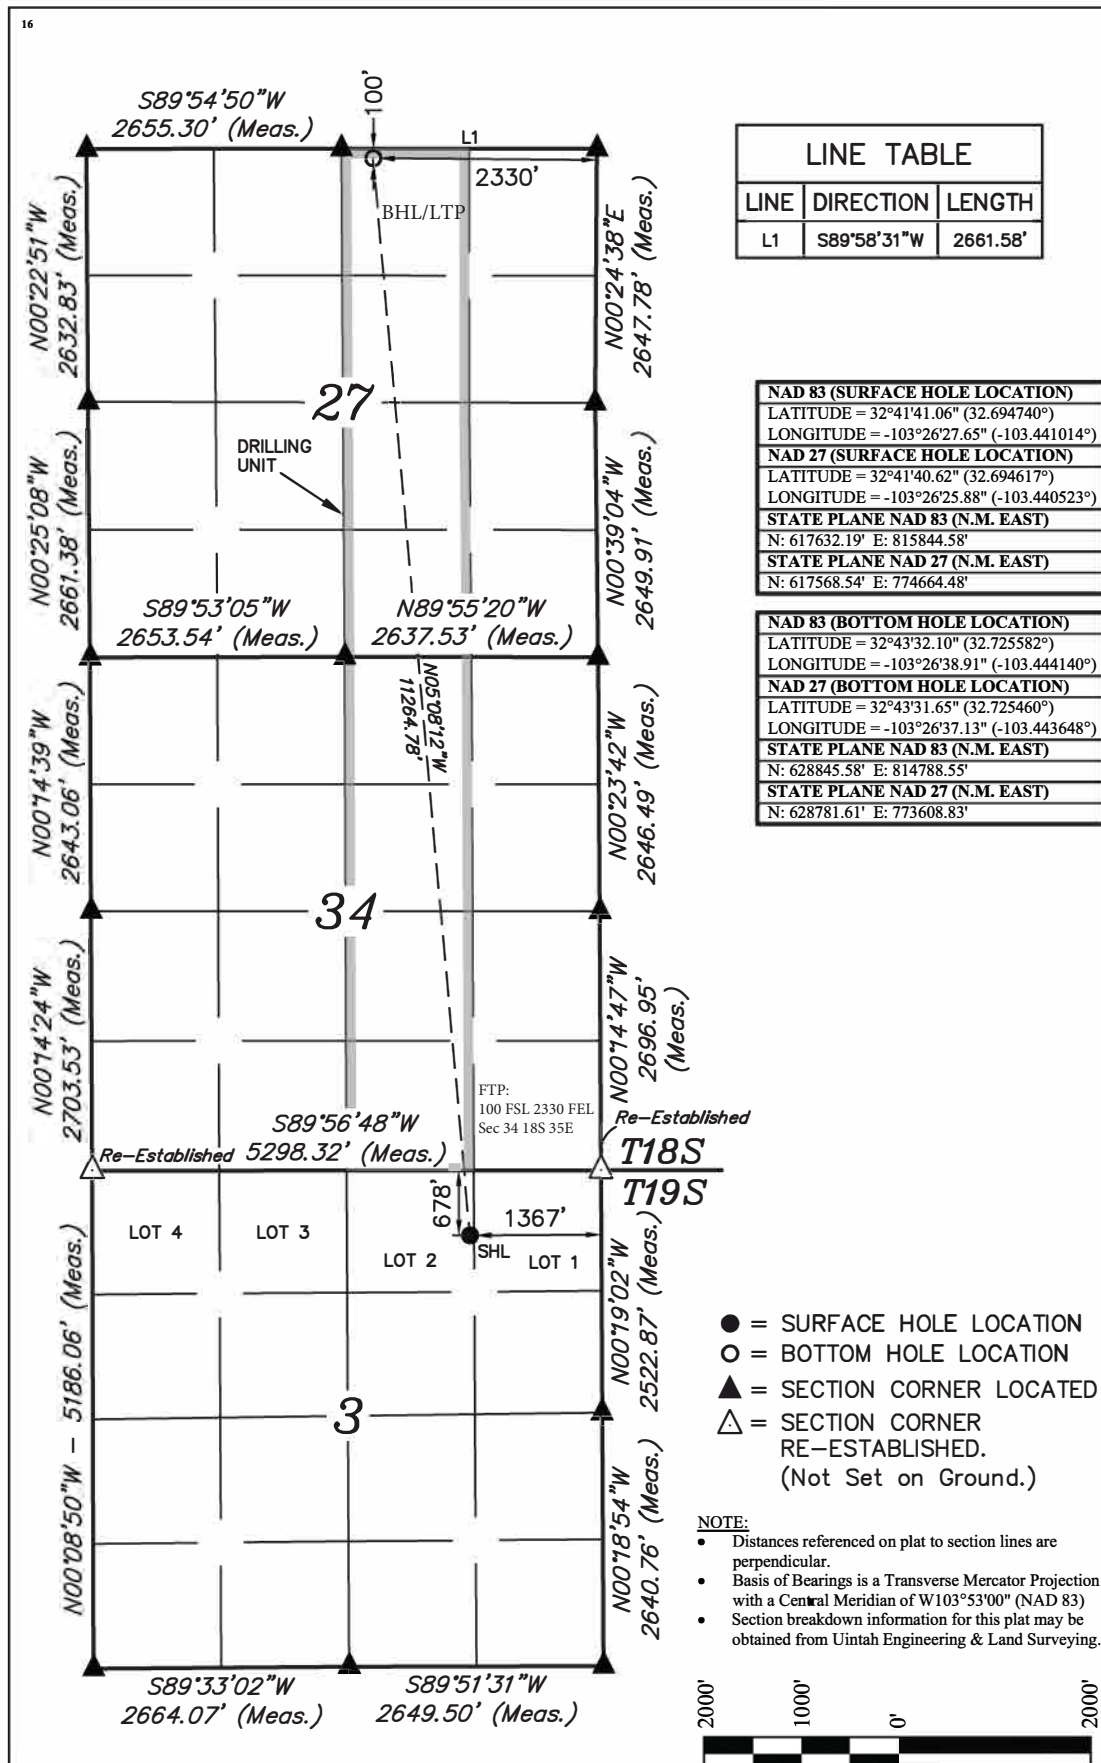 16
S89°54'50"W
2655.30' (Meas.)
100'
L1
2330'
BHL/LTP
N00°22'51"W
2632.83' (Meas.)
N00°24'38"E
2647.78' (Meas.)
LINE TABLE
LINE DIRECTION LENGTH
L1 S89°58'31"W 2661.58'
27
DRILLING
UNIT
N00°25'08"W
2661.38' (Meas.)
N00°39'04"W
2649.91' (Meas.)
S89°53'05"W
2653.54' (Meas.)
N89°55'20"W
2637.53' (Meas.)
NAD 83 (SURFACE HOLE LOCATION)
LATITUDE = 32°41'41.06" (32.694740°)
LONGITUDE = -103°26'27.65" (-103.441014°)
NAD 27 (SURFACE HOLE LOCATION)
LATITUDE = 32°41'40.62" (32.694617°)
LONGITUDE = -103°26'25.88" (-103.440523°)
STATE PLANE NAD 83 (N.M. EAST)
N: 617632.19' E: 815844.58'
STATE PLANE NAD 27 (N.M. EAST)
N: 617568.54' E: 774664.48'
NAD 83 (BOTTOM HOLE LOCATION)
LATITUDE = 32°43'32.10" (32.725582°)
LONGITUDE = -103°26'38.91" (-103.444140°)
NAD 27 (BOTTOM HOLE LOCATION)
LATITUDE = 32°43'31.65" (32.725460°)
LONGITUDE = -103°26'37.13" (-103.443648°)
STATE PLANE NAD 83 (N.M. EAST)
N: 628845.58' E: 814788.55'
STATE PLANE NAD 27 (N.M. EAST)
N: 628781.61' E: 773608.83'
N05°08'12"W
11264.78'
N00°14'39"W
2643.06' (Meas.)
N00°23'42"W
2646.49' (Meas.)
34
N00°14'24"W
2703.53' (Meas.)
N00°14'47"W
2696.95'
(Meas.)
FTP:
100 FSL 2330 FEL
Sec 34 18S 35E
S89°56'48"W
5298.32' (Meas.)
Re-Established
Re-Established
T18S
T19S
678'
1367'
SHL
LOT 4
LOT 3
LOT 2
LOT 1
N00°08'50"W - 5186.06' (Meas.)
N00°19'02"W
2522.87' (Meas.)
3
N00°18'54"W
2640.76' (Meas.)
S89°33'02"W
2664.07' (Meas.)
S89°51'31"W
2649.50' (Meas.)
= SURFACE HOLE LOCATION
= BOTTOM HOLE LOCATION
= SECTION CORNER LOCATED
= SECTION CORNER
RE-ESTABLISHED.
(Not Set on Ground.)
NOTE:
• Distances referenced on plat to section lines are
perpendicular.
• Basis of Bearings is a Transverse Mercator Projection
with a Central Meridian of W103°53'00" (NAD 83)
• Section breakdown information for this plat may be
obtained from Uintah Engineering & Land Surveying.
2000'
1000'
0'
2000'